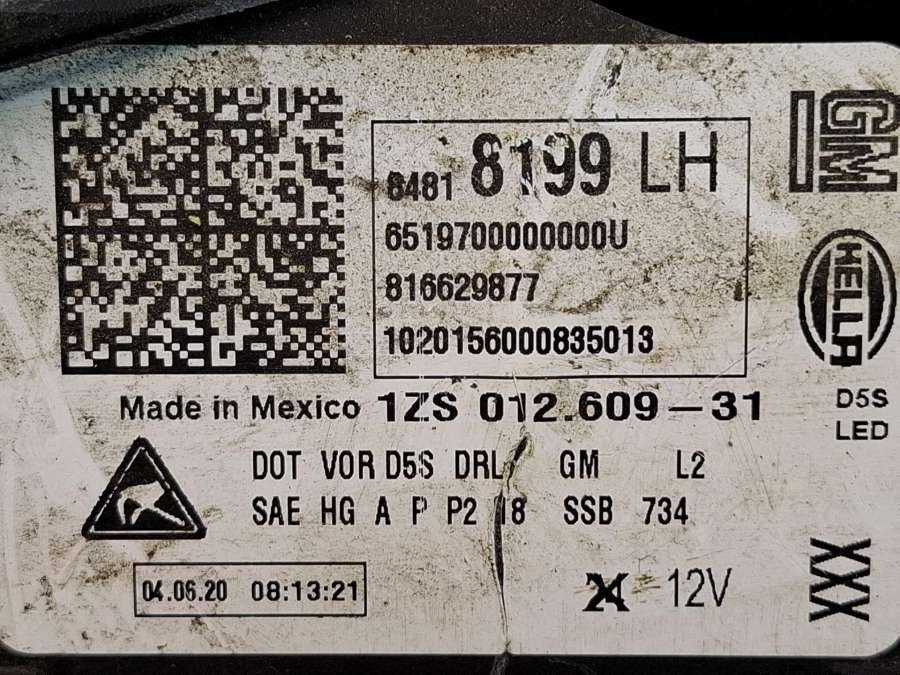 8481 8199 LH
6519700000000U
816629877
1020156000835013
GM
HELLA
Made in Mexico 1ZS 012.609-31
D5S
LED
DOT VOR D5S DRL GM L2
SAE HG A P P2 18 SSB 734
04.06.20 08:13:21
12V
XXX